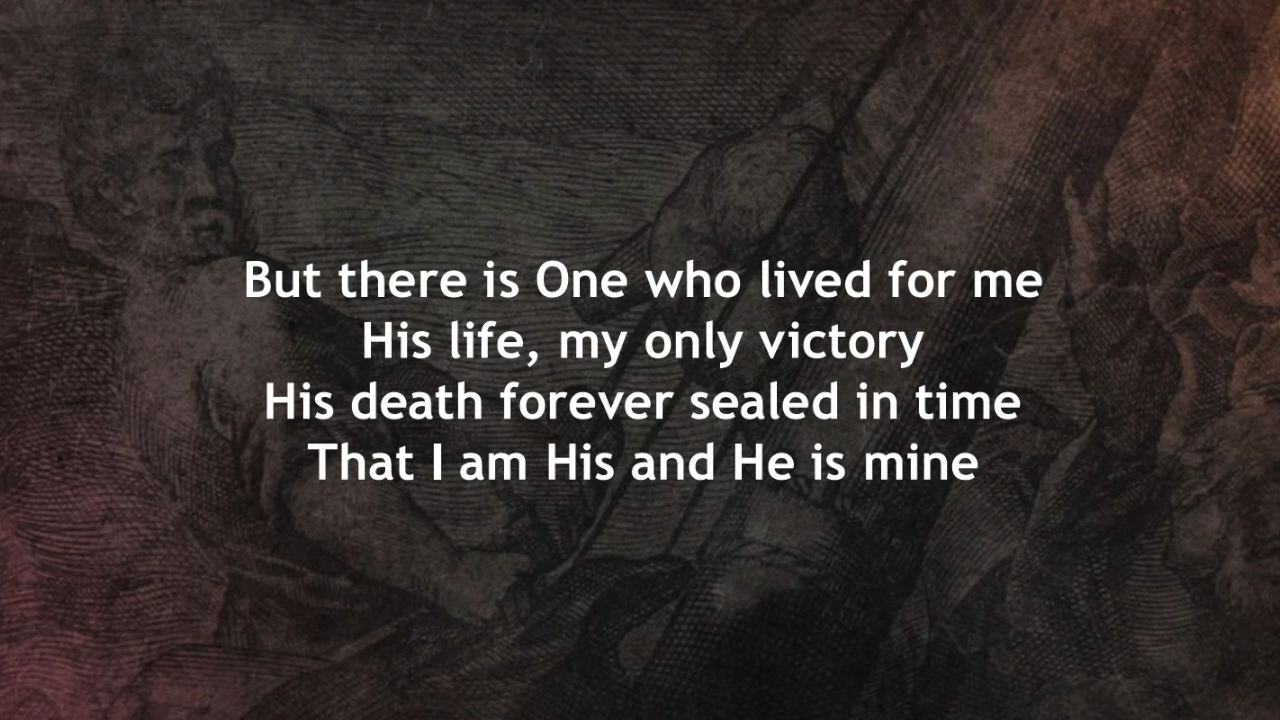 But there is One who lived for me
His life, my only victory
His death forever sealed in time
That I am His and He is mine